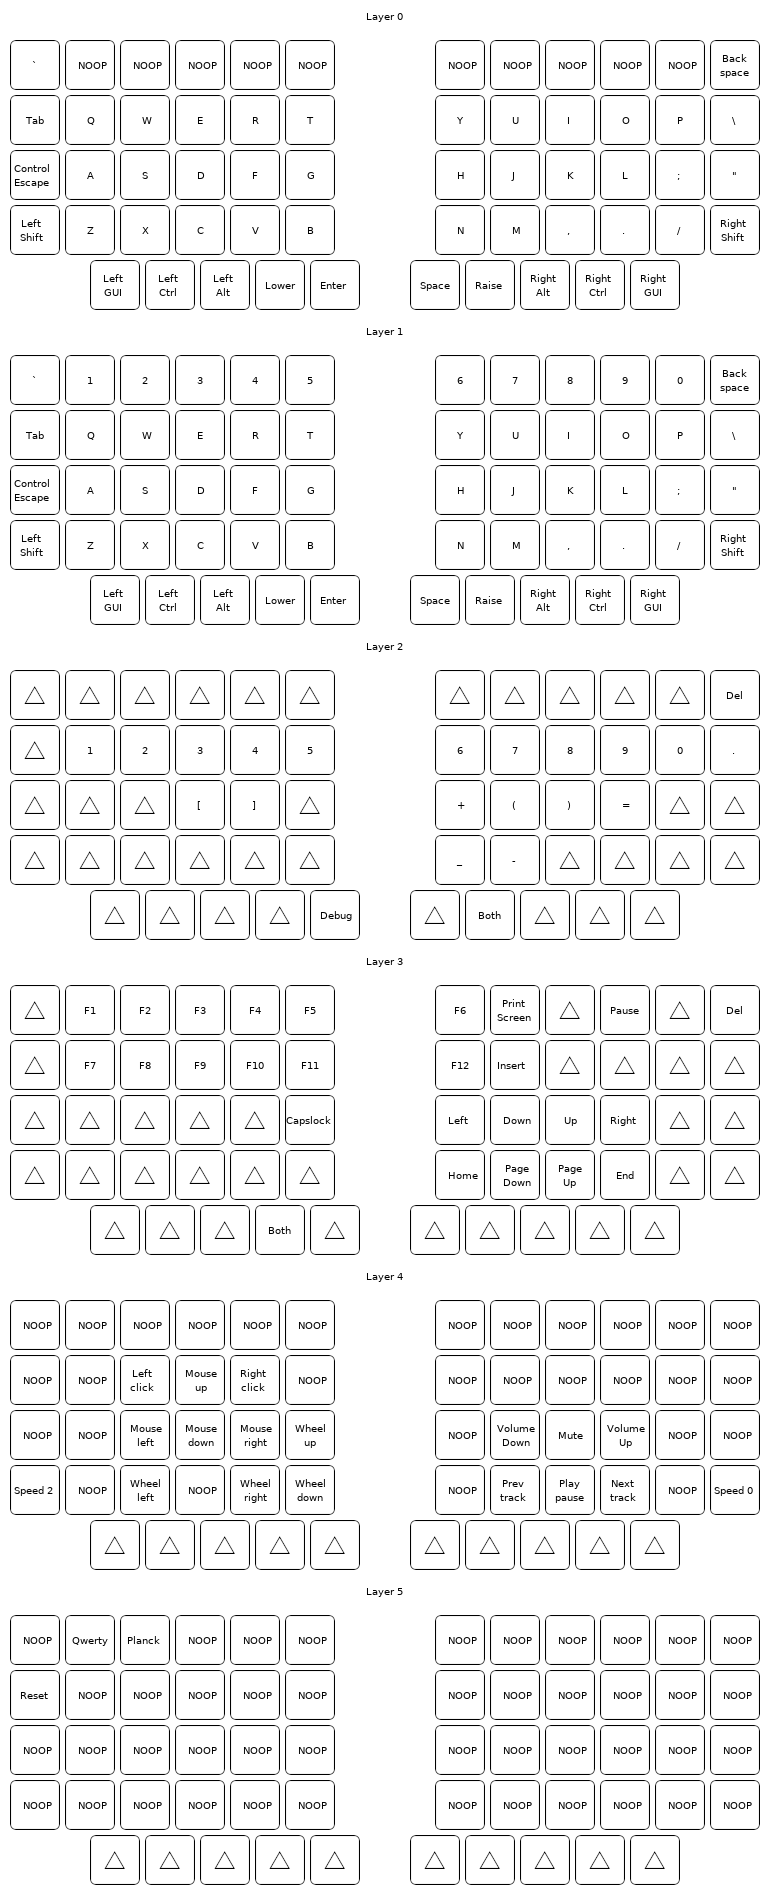 Layer 0
` NOOP NOOP NOOP NOOP NOOP NOOP NOOP NOOP NOOP NOOP Back space
Tab Q W E R T Y U I O P \
Control Escape A S D F G H J K L ; "
Left Shift Z X C V B N M , . / Right Shift
Left GUI Left Ctrl Left Alt Lower Enter Space Raise Right Alt Right Ctrl Right GUI
Layer 1
` 1 2 3 4 5 6 7 8 9 0 Back space
Tab Q W E R T Y U I O P \
Control Escape A S D F G H J K L ; "
Left Shift Z X C V B N M , . / Right Shift
Left GUI Left Ctrl Left Alt Lower Enter Space Raise Right Alt Right Ctrl Right GUI
Layer 2
△ △ △ △ △ △ △ △ △ △ △ Del
△ 1 2 3 4 5 6 7 8 9 0 .
△ △ △ [ ] △ + ( ) = △ △
△ △ △ △ △ △ _ - △ △ △ △
△ △ △ △ Debug △ Both △ △ △
Layer 3
△ F1 F2 F3 F4 F5 F6 Print Screen △ Pause △ Del
△ F7 F8 F9 F10 F11 F12 Insert △ △ △ △
△ △ △ △ △ Capslock Left Down Up Right △ △
△ △ △ △ △ △ Home Page Down Page Up End △ △
△ △ △ Both △ △ △ △ △ △
Layer 4
NOOP NOOP NOOP NOOP NOOP NOOP NOOP NOOP NOOP NOOP NOOP NOOP
NOOP NOOP Left click Mouse up Right click NOOP NOOP NOOP NOOP NOOP NOOP NOOP
NOOP NOOP Mouse left Mouse down Mouse right Wheel up NOOP Volume Down Mute Volume Up NOOP NOOP
Speed 2 NOOP Wheel left NOOP Wheel right Wheel down NOOP Prev track Play pause Next track NOOP Speed 0
△ △ △ △ △ △ △ △ △ △
Layer 5
NOOP Qwerty Planck NOOP NOOP NOOP NOOP NOOP NOOP NOOP NOOP NOOP
Reset NOOP NOOP NOOP NOOP NOOP NOOP NOOP NOOP NOOP NOOP NOOP
NOOP NOOP NOOP NOOP NOOP NOOP NOOP NOOP NOOP NOOP NOOP NOOP
NOOP NOOP NOOP NOOP NOOP NOOP NOOP NOOP NOOP NOOP NOOP NOOP
△ △ △ △ △ △ △ △ △ △